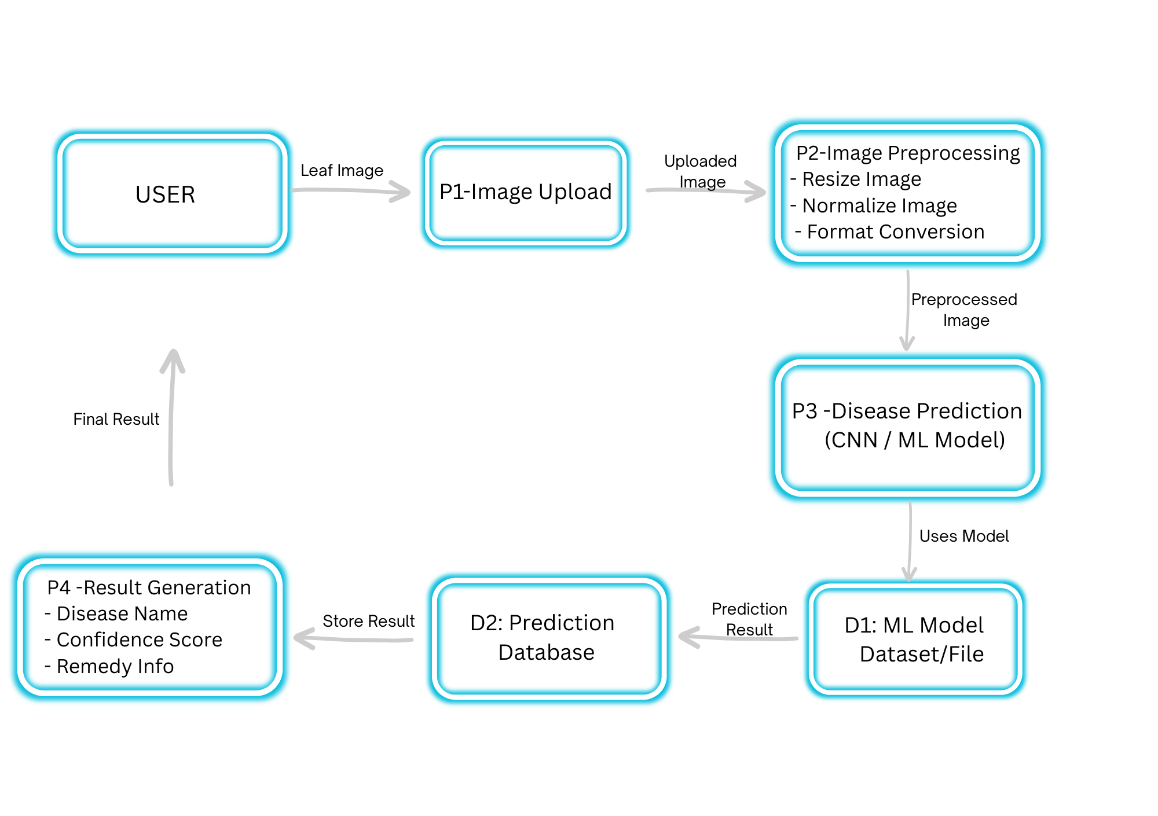 USER
Leaf Image
P1-Image Upload
Uploaded
Image
P2-Image Preprocessing
- Resize Image
- Normalize Image
- Format Conversion
Preprocessed
Image
P3 -Disease Prediction
(CNN / ML Model)
Uses Model
D1: ML Model
Dataset/File
Prediction
Result
D2: Prediction
Database
Store Result
P4 -Result Generation
- Disease Name
- Confidence Score
- Remedy Info
Final Result